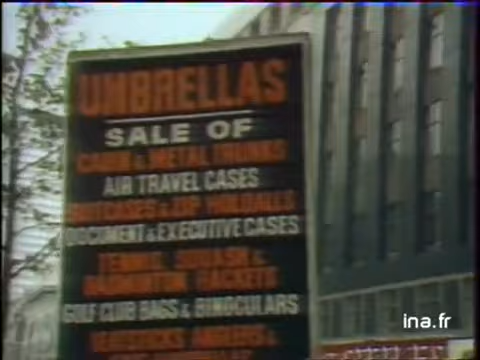 UMBRELLAS
SALE OF
CABIN & METAL TRUNKS
AIR TRAVEL CASES
SUITCASES & ZIP HOLDALLS
DOCUMENT & EXECUTIVE CASES
TENNIS, SQUASH &
BADMINTON RACKETS
GOLF CLUB BAGS & BINOCULARS
ina.fr